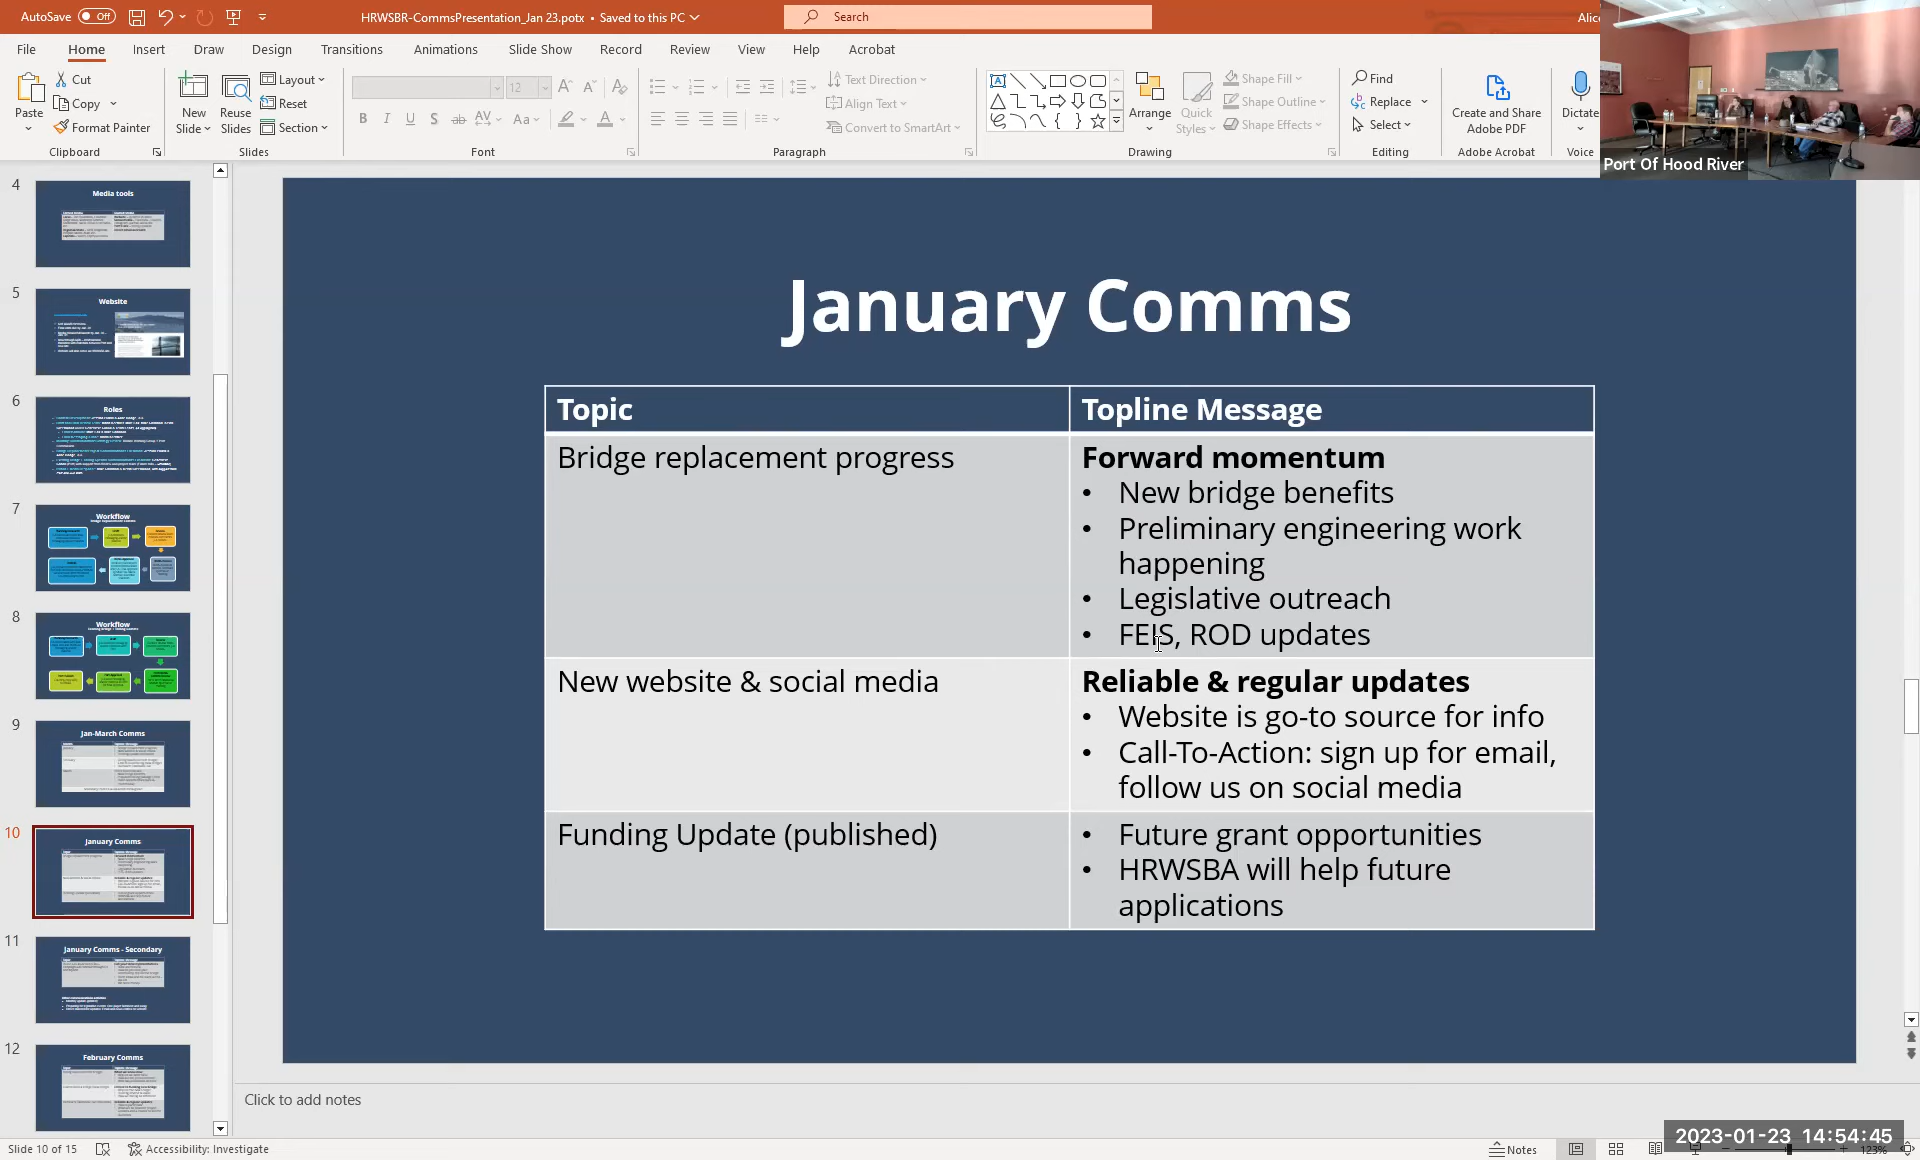 AutoSave Off HRWSBR-CommsPresentation_Jan 23.potx • Saved to this PC Search Alice
File Home Insert Draw Design Transitions Animations Slide Show Record Review View Help Acrobat
Paste Cut Copy Format Painter
Clipboard
New Slide Reuse Slides Layout Reset Section
Slides
12
B I U S ab AV Aa A
Font
Text Direction
Align Text
Convert to SmartArt
Paragraph
Arrange Quick Styles Shape Fill Shape Outline Shape Effects
Drawing
Find
Replace
Select
Editing
Create and Share Adobe PDF
Adobe Acrobat
Dictate
Voice
Port Of Hood River
4
Media tools
5
Website
6
Roles
7
Workflow
8
Workflow
9
Jan-March Comms
10
January Comms
11
January Comms - Secondary
12
February Comms
January Comms
Topic Topline Message
Bridge replacement progress Forward momentum
• New bridge benefits
• Preliminary engineering work
happening
• Legislative outreach
• FEIS, ROD updates
New website & social media Reliable & regular updates
• Website is go-to source for info
• Call-To-Action: sign up for email,
follow us on social media
Funding Update (published) • Future grant opportunities
• HRWSBA will help future
applications
Click to add notes
Slide 10 of 15 Accessibility: Investigate Notes 123%
2023-01-23 14:54:45